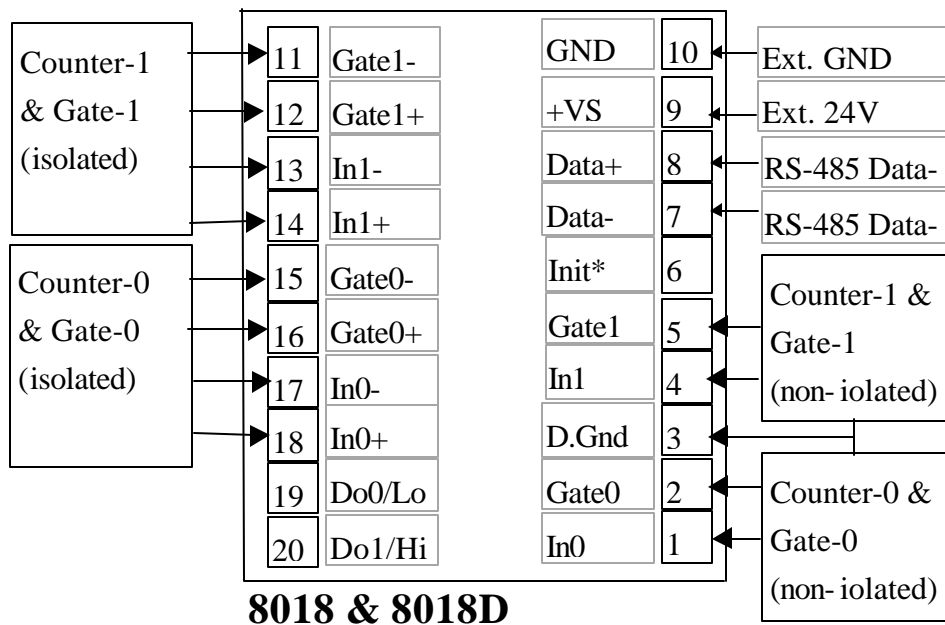 Counter-1
& Gate-1
(isolated)
Counter-0
& Gate-0
(isolated)
11 Gate1-
12 Gate1+
13 In1-
14 In1+
15 Gate0-
16 Gate0+
17 In0-
18 In0+
19 Do0/Lo
20 Do1/Hi
GND 10
+VS 9
Data+ 8
Data- 7
Init* 6
Gate1 5
In1 4
D.Gnd 3
Gate0 2
In0 1
Ext. GND
Ext. 24V
RS-485 Data-
RS-485 Data-
Counter-1 &
Gate-1
(non-iolated)
Counter-0 &
Gate-0
(non-iolated)
8018 & 8018D